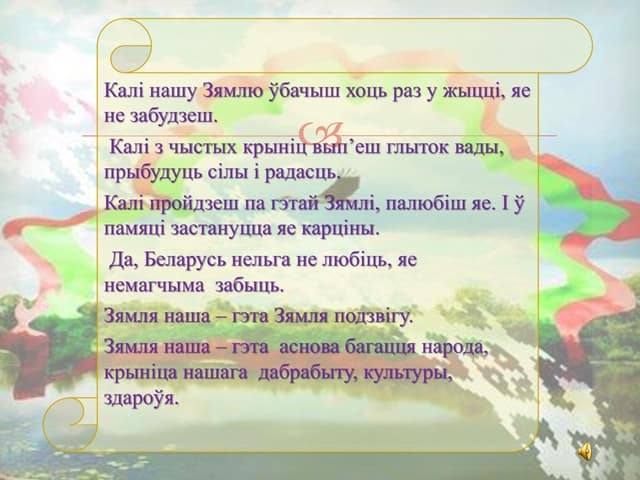 Калі нашу Зямлю ўбачыш хоць раз у жыцці, яе
не забудзеш.
Калі з чыстых крыніц вып’еш глыток вады,
прыбудуць сілы і радасць.
Калі пройдзеш па гэтай Зямлі, палюбіш яе. І ў
памяці застануцца яе карціны.
Да, Беларусь нельга не любіць, яе
немагчыма забыць.
Зямля наша – гэта Зямля подзвігу.
Зямля наша – гэта аснова багацця народа,
крыніца нашага дабрабыту, культуры,
здароўя.